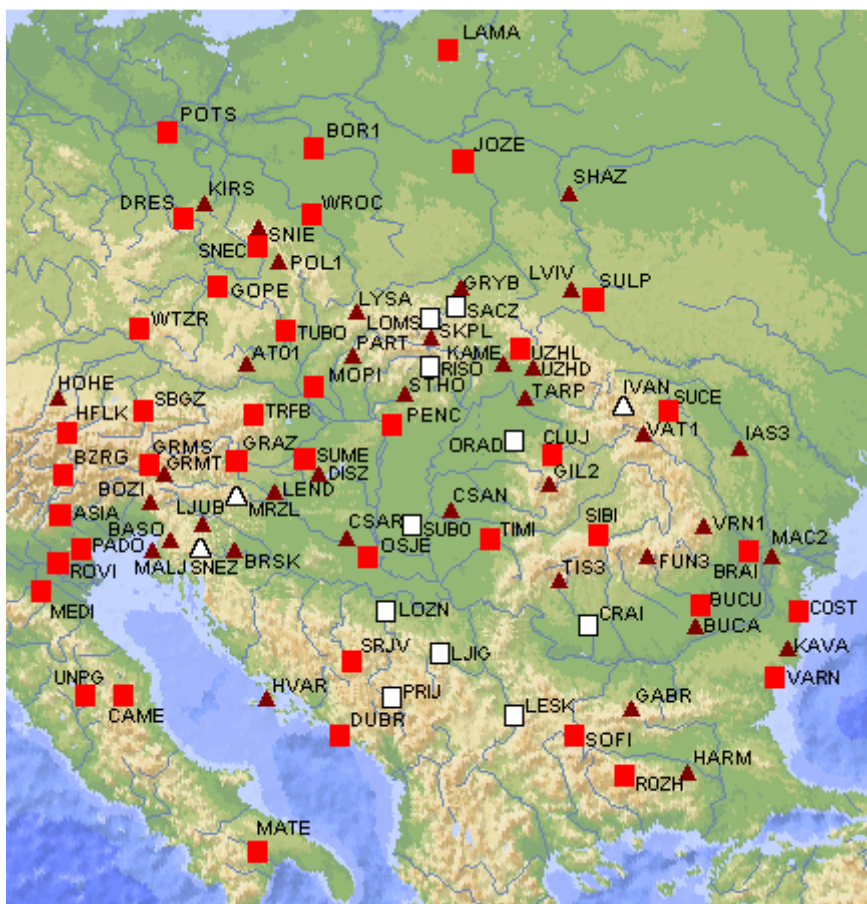 LAMA
POTS
BOR1
JOZE
SHAZ
KIRS
DRES
WROC
SNIE
SNEC
POL1
GOPE
GRYB
LVIV
SULP
LYSA
SACZ
LOMS
WTZR
TUBO
SKPL
PART
UZHL
ATO1
RISO
KAME
UZHD
MOPI
HOHE
SBGZ
STHO
TARP
IVAN
SUCE
HFLK
TRFB
PENC
VAT1
IAS3
GRMS
GRAZ
SUME
ORAD
CLUJ
BZRG
GRMT
DISZ
GIL2
BOZI
LJUB
MRZL
LEND
CSAN
ASIA
BASO
CSAR
SUBO
TIMI
SIBI
VRN1
MAC2
PADO
MALJ
SNEZ
BRSK
OSJE
TIS3
FUN3
BRAI
ROVI
MEDI
LOZN
CRAI
BUCU
COST
BUCA
SRJV
LJIG
KAVA
UNPG
HVAR
PRIJ
VARN
CAME
GABR
LESK
DUBR
SOFI
HARM
ROZH
MATE